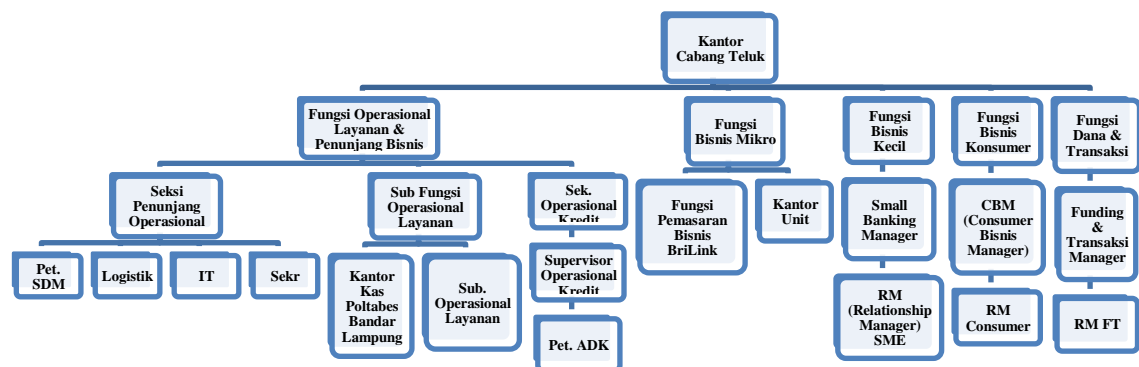 Kantor
Cabang Teluk
Fungsi Operasional
Layanan &
Penunjang Bisnis
Fungsi
Bisnis Mikro
Fungsi
Bisnis
Kecil
Fungsi
Bisnis
Konsumer
Fungsi
Dana &
Transaksi
Seksi
Penunjang
Operasional
Sub Fungsi
Operasional
Layanan
Sek.
Operasional
Kredit
Fungsi
Pemasaran
Bisnis
BriLink
Kantor
Unit
Small
Banking
Manager
CBM
(Consumer
Bisnis
Manager)
Funding
&
Transaksi
Manager
Pet.
SDM
Logistik
IT
Sekr
Kantor
Kas
Poltabes
Bandar
Lampung
Sub.
Operasional
Layanan
Supervisor
Operasional
Kredit
Pet. ADK
RM
(Relationship
Manager)
SME
RM
Consumer
RM FT